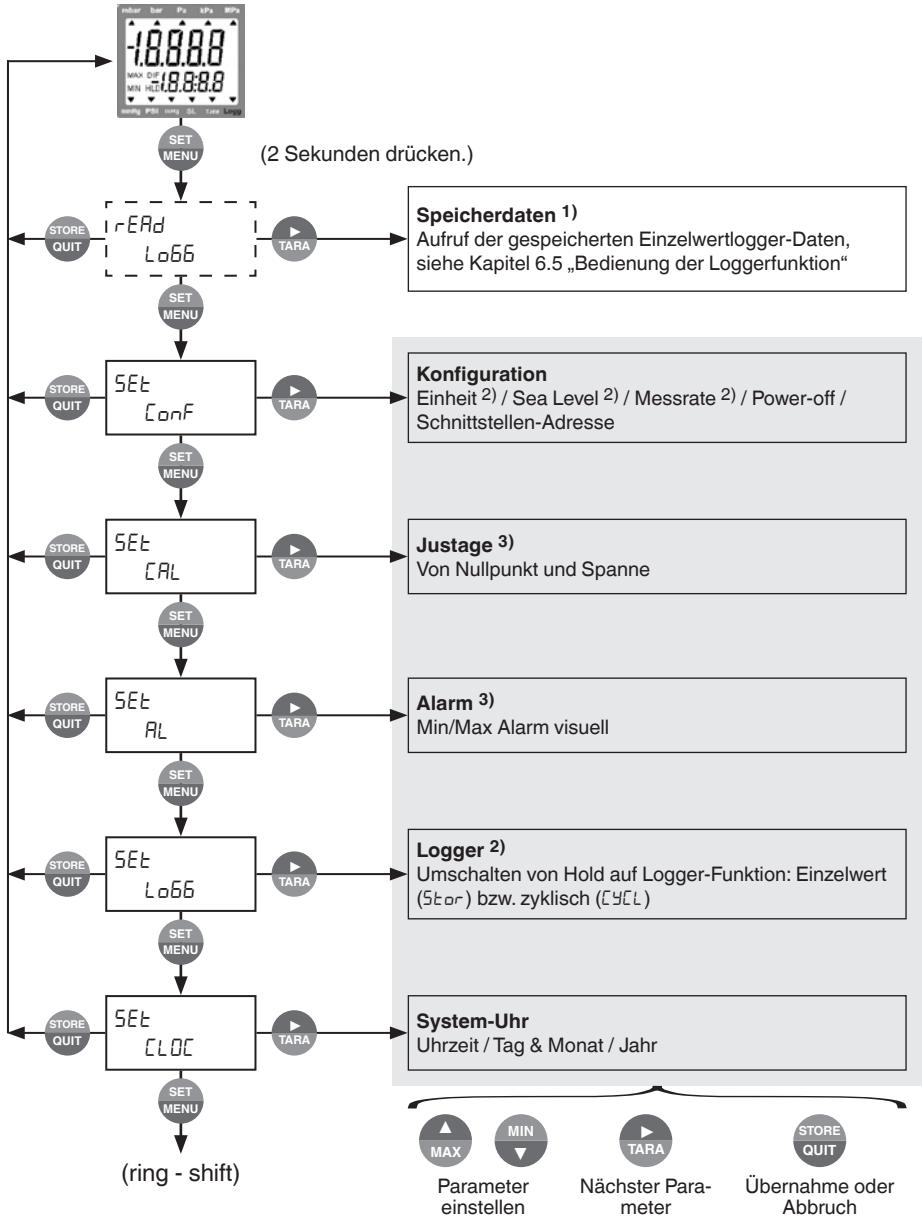 mbar bar Pa kPa MPa
-1.8.8.8.8
MAX DIF
MIN HLD -1.8.8:8.8
mmHg PSI inHg SL Tara Logg
SET
MENU
(2 Sekunden drücken.)
STORE
QUIT
rEAd
LoGG
▶
TARA
Speicherdaten 1)
Aufruf der gespeicherten Einzelwertlogger-Daten,
siehe Kapitel 6.5 „Bedienung der Loggerfunktion“
SET
MENU
STORE
QUIT
SEt
ConF
▶
TARA
Konfiguration
Einheit 2) / Sea Level 2) / Messrate 2) / Power-off /
Schnittstellen-Adresse
SET
MENU
STORE
QUIT
SEt
CAL
▶
TARA
Justage 3)
Von Nullpunkt und Spanne
SET
MENU
STORE
QUIT
SEt
AL
▶
TARA
Alarm 3)
Min/Max Alarm visuell
SET
MENU
STORE
QUIT
SEt
LoGG
▶
TARA
Logger 2)
Umschalten von Hold auf Logger-Funktion: Einzelwert
(Stor) bzw. zyklisch (CYCL)
SET
MENU
STORE
QUIT
SEt
CLOC
▶
TARA
System-Uhr
Uhrzeit / Tag & Monat / Jahr
SET
MENU
(ring - shift)
▲
MAX
MIN
▼
Parameter
einstellen
▶
TARA
Nächster Para-
meter
STORE
QUIT
Übernahme oder
Abbruch